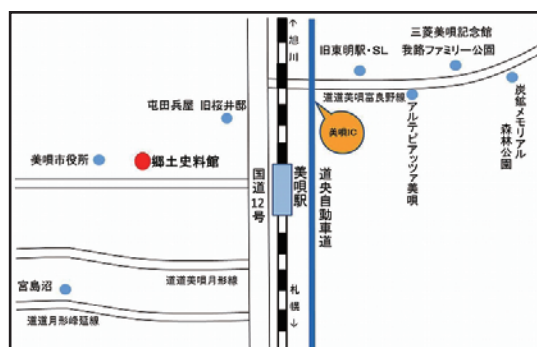 ↑旭川
三菱美唄記念館
旧東明駅・SL
我路ファミリー公園
道道美唄富良野線
屯田兵屋 旧桜井邸
美唄IC
アルテピアッツァ美唄
炭鉱メモリアル
森林公園
美唄市役所
郷土史料館
国道12号
美唄駅
道央自動車道
道道美唄月形線
宮島沼
札幌↓
道道月形峰延線